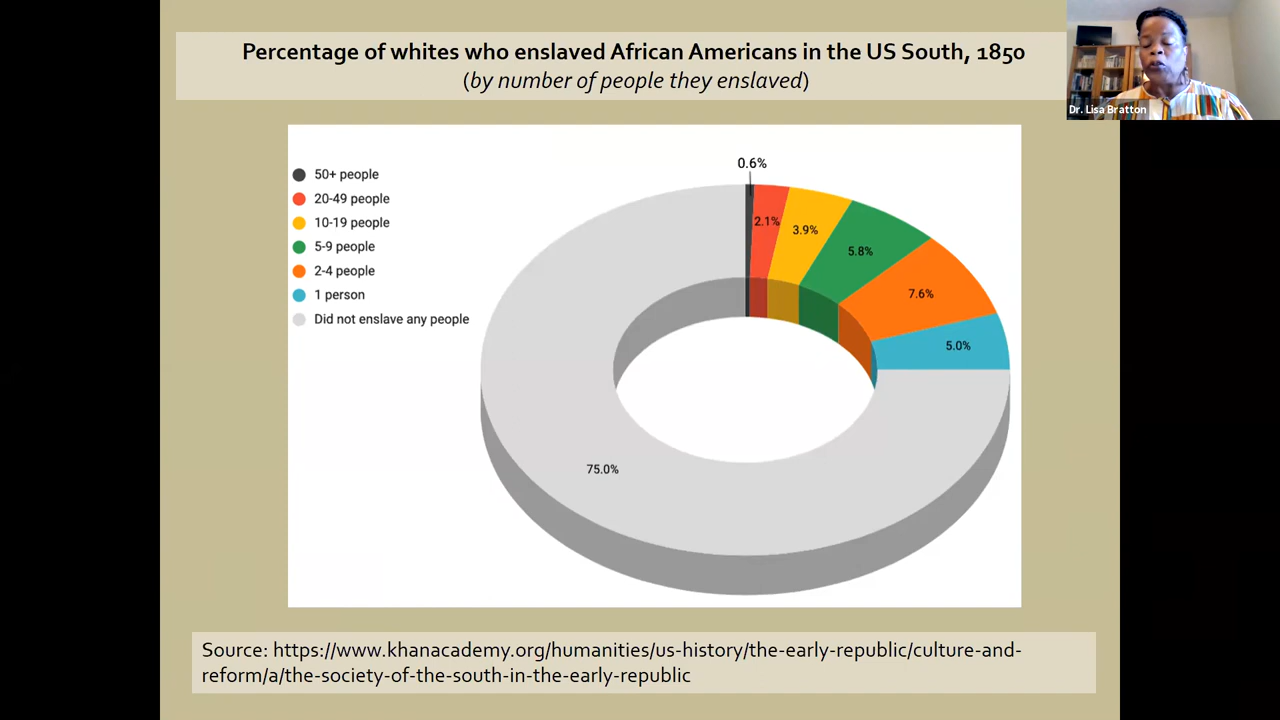 Percentage of whites who enslaved African Americans in the US South, 1850
(by number of people they enslaved)
Dr. Lisa Bratton
50+ people
20-49 people
10-19 people
5-9 people
2-4 people
1 person
Did not enslave any people
0.6%
2.1%
3.9%
5.8%
7.6%
5.0%
75.0%
Source: https://www.khanacademy.org/humanities/us-history/the-early-republic/culture-and-
reform/a/the-society-of-the-south-in-the-early-republic